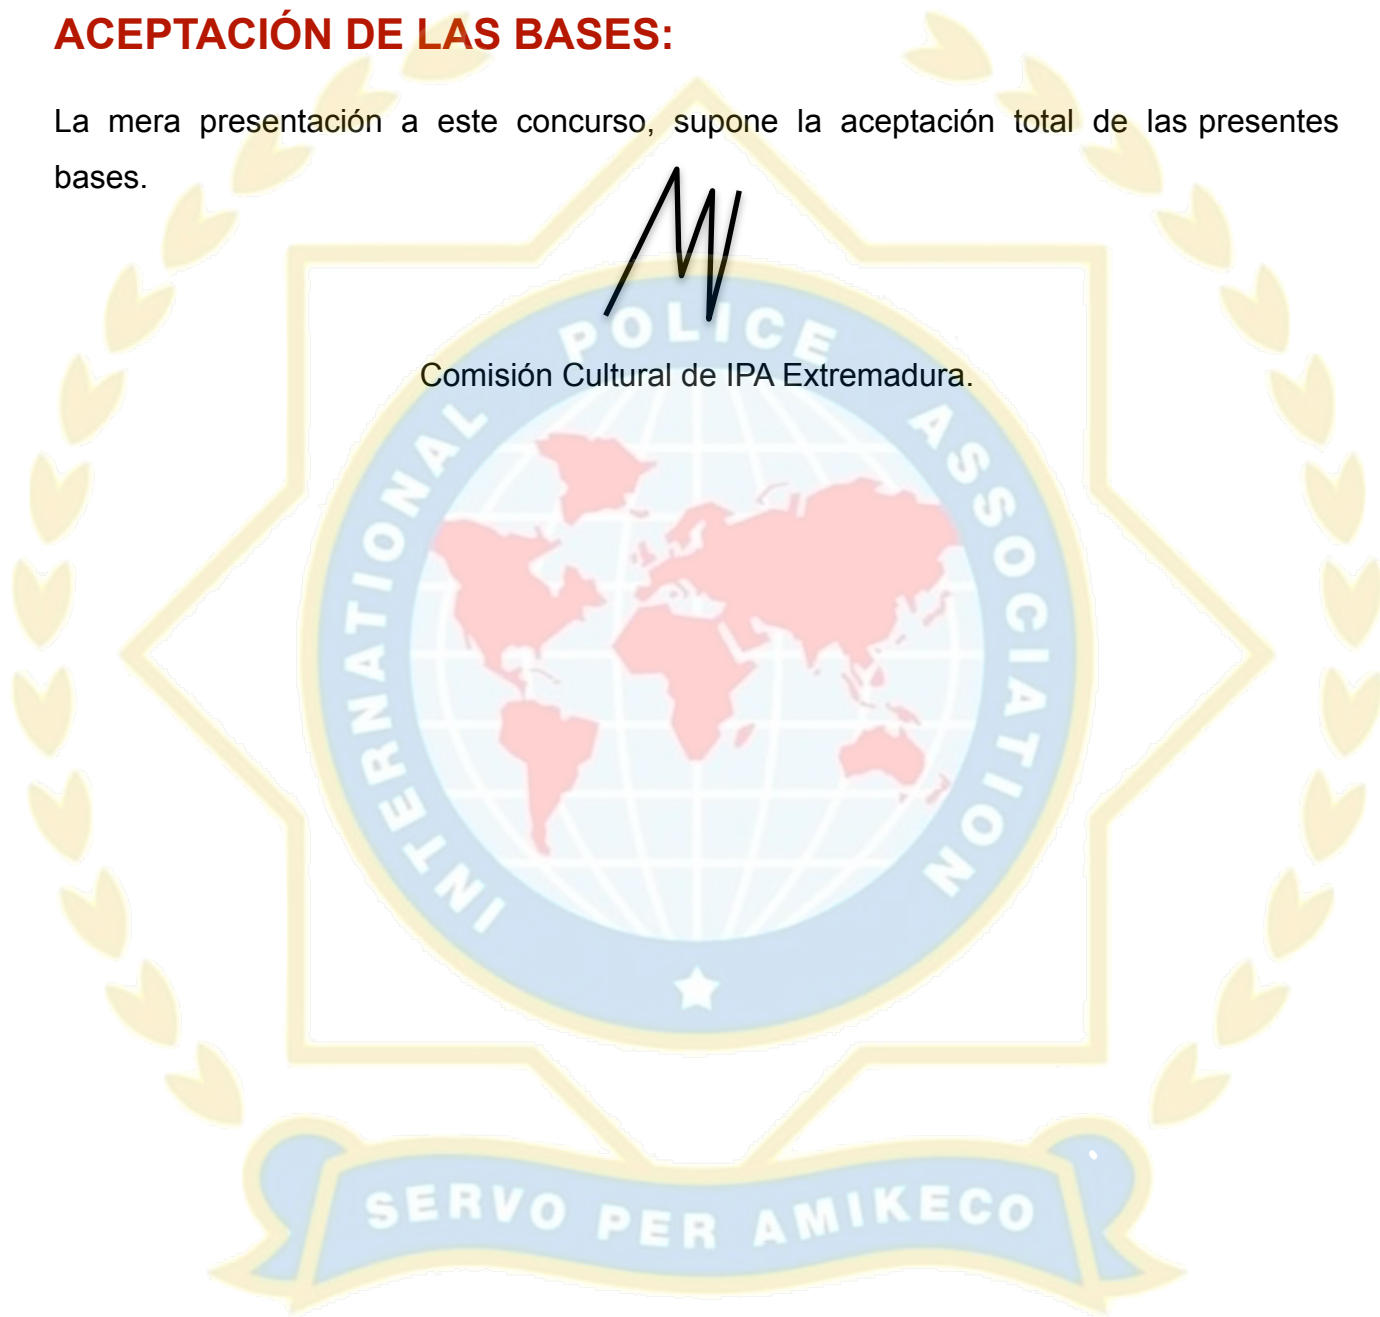 ACEPTACIÓN DE LAS BASES:
La mera presentación a este concurso, supone la aceptación total de las presentes
bases.
POLICE
Comisión Cultural de IPA Extremadura.
INTERNATIONAL
ASSOCIATION
SERVO PER AMIKECO